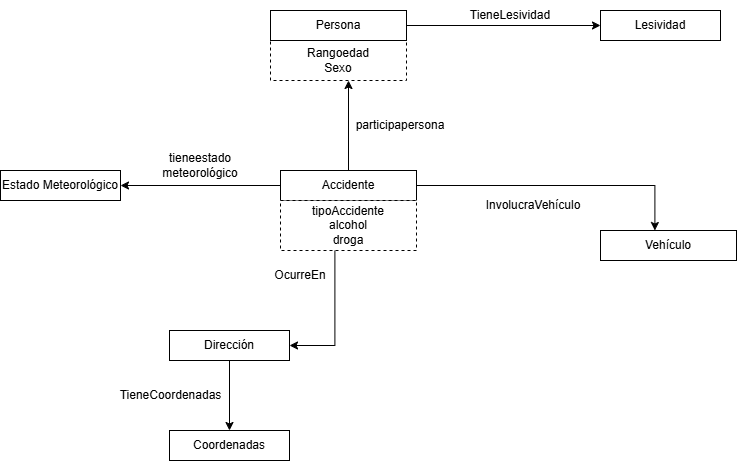 Persona
TieneLesividad
Lesividad
Rangoedad
Sexo
participapersona
tieneestado
meteorológico
Estado Meteorológico
Accidente
InvolucraVehículo
tipoAccidente
alcohol
droga
Vehículo
OcurreEn
Dirección
TieneCoordenadas
Coordenadas